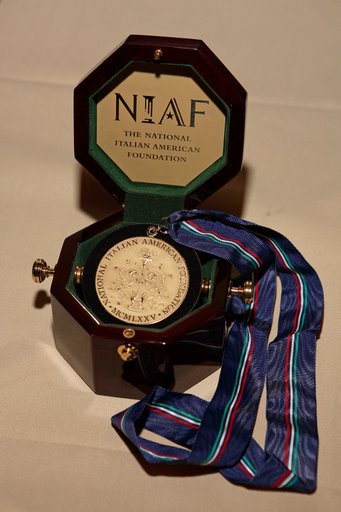 NIAF
THE NATIONAL
ITALIAN AMERICAN
FOUNDATION
NATIONAL ITALIAN AMERICAN FOUNDATION
• MCMLXXV •